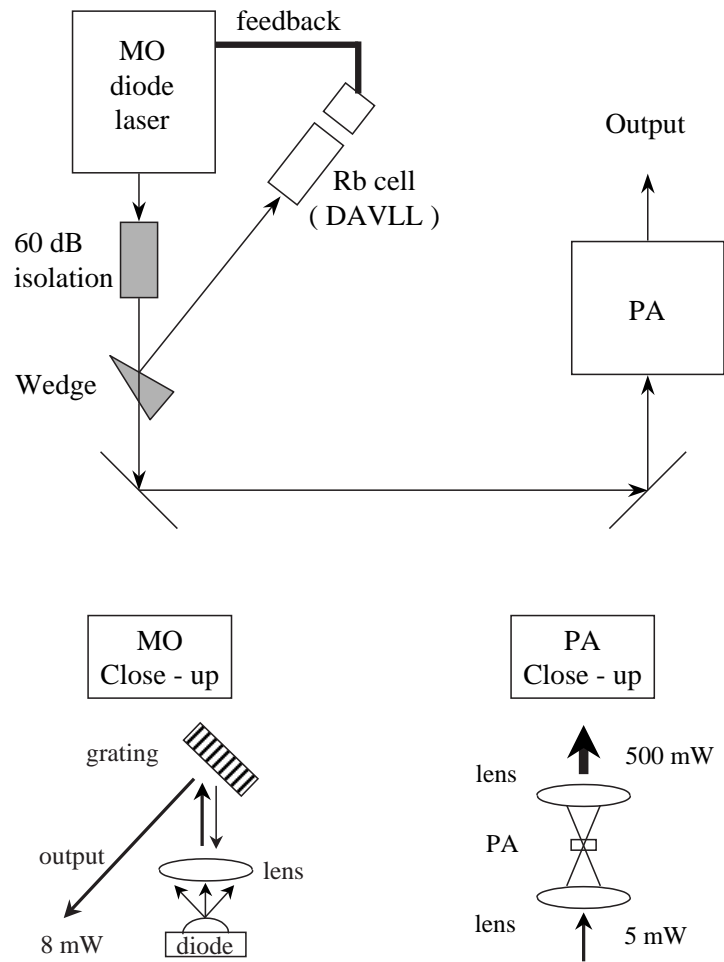 feedback
MO
diode
laser
Output
Rb cell
( DAVLL )
60 dB
isolation
PA
Wedge
MO
Close - up
PA
Close - up
grating
500 mW
lens
output
PA
lens
lens
8 mW
diode
5 mW